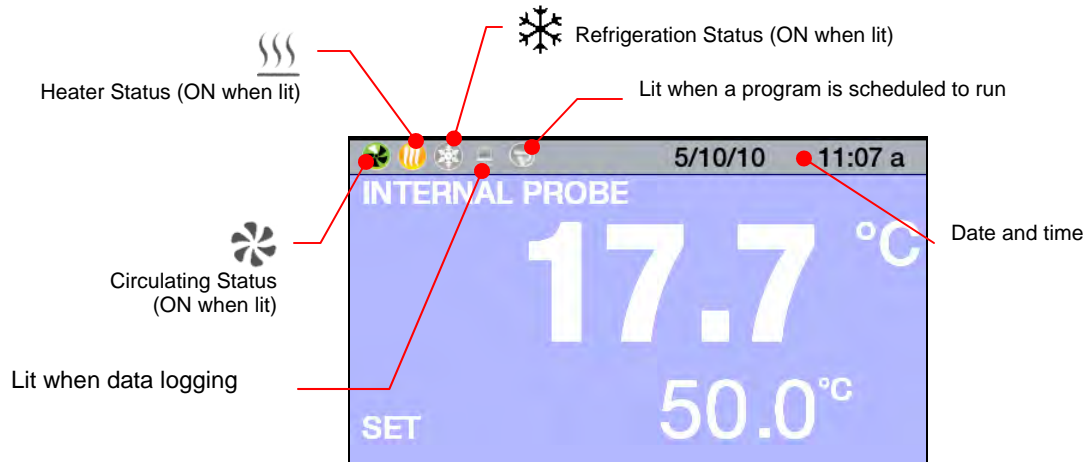 Refrigeration Status (ON when lit)
Heater Status (ON when lit)
Lit when a program is scheduled to run
5/10/10 11:07 a
INTERNAL PROBE
17.7 °C
Date and time
Circulating Status
(ON when lit)
Lit when data logging
SET 50.0°C